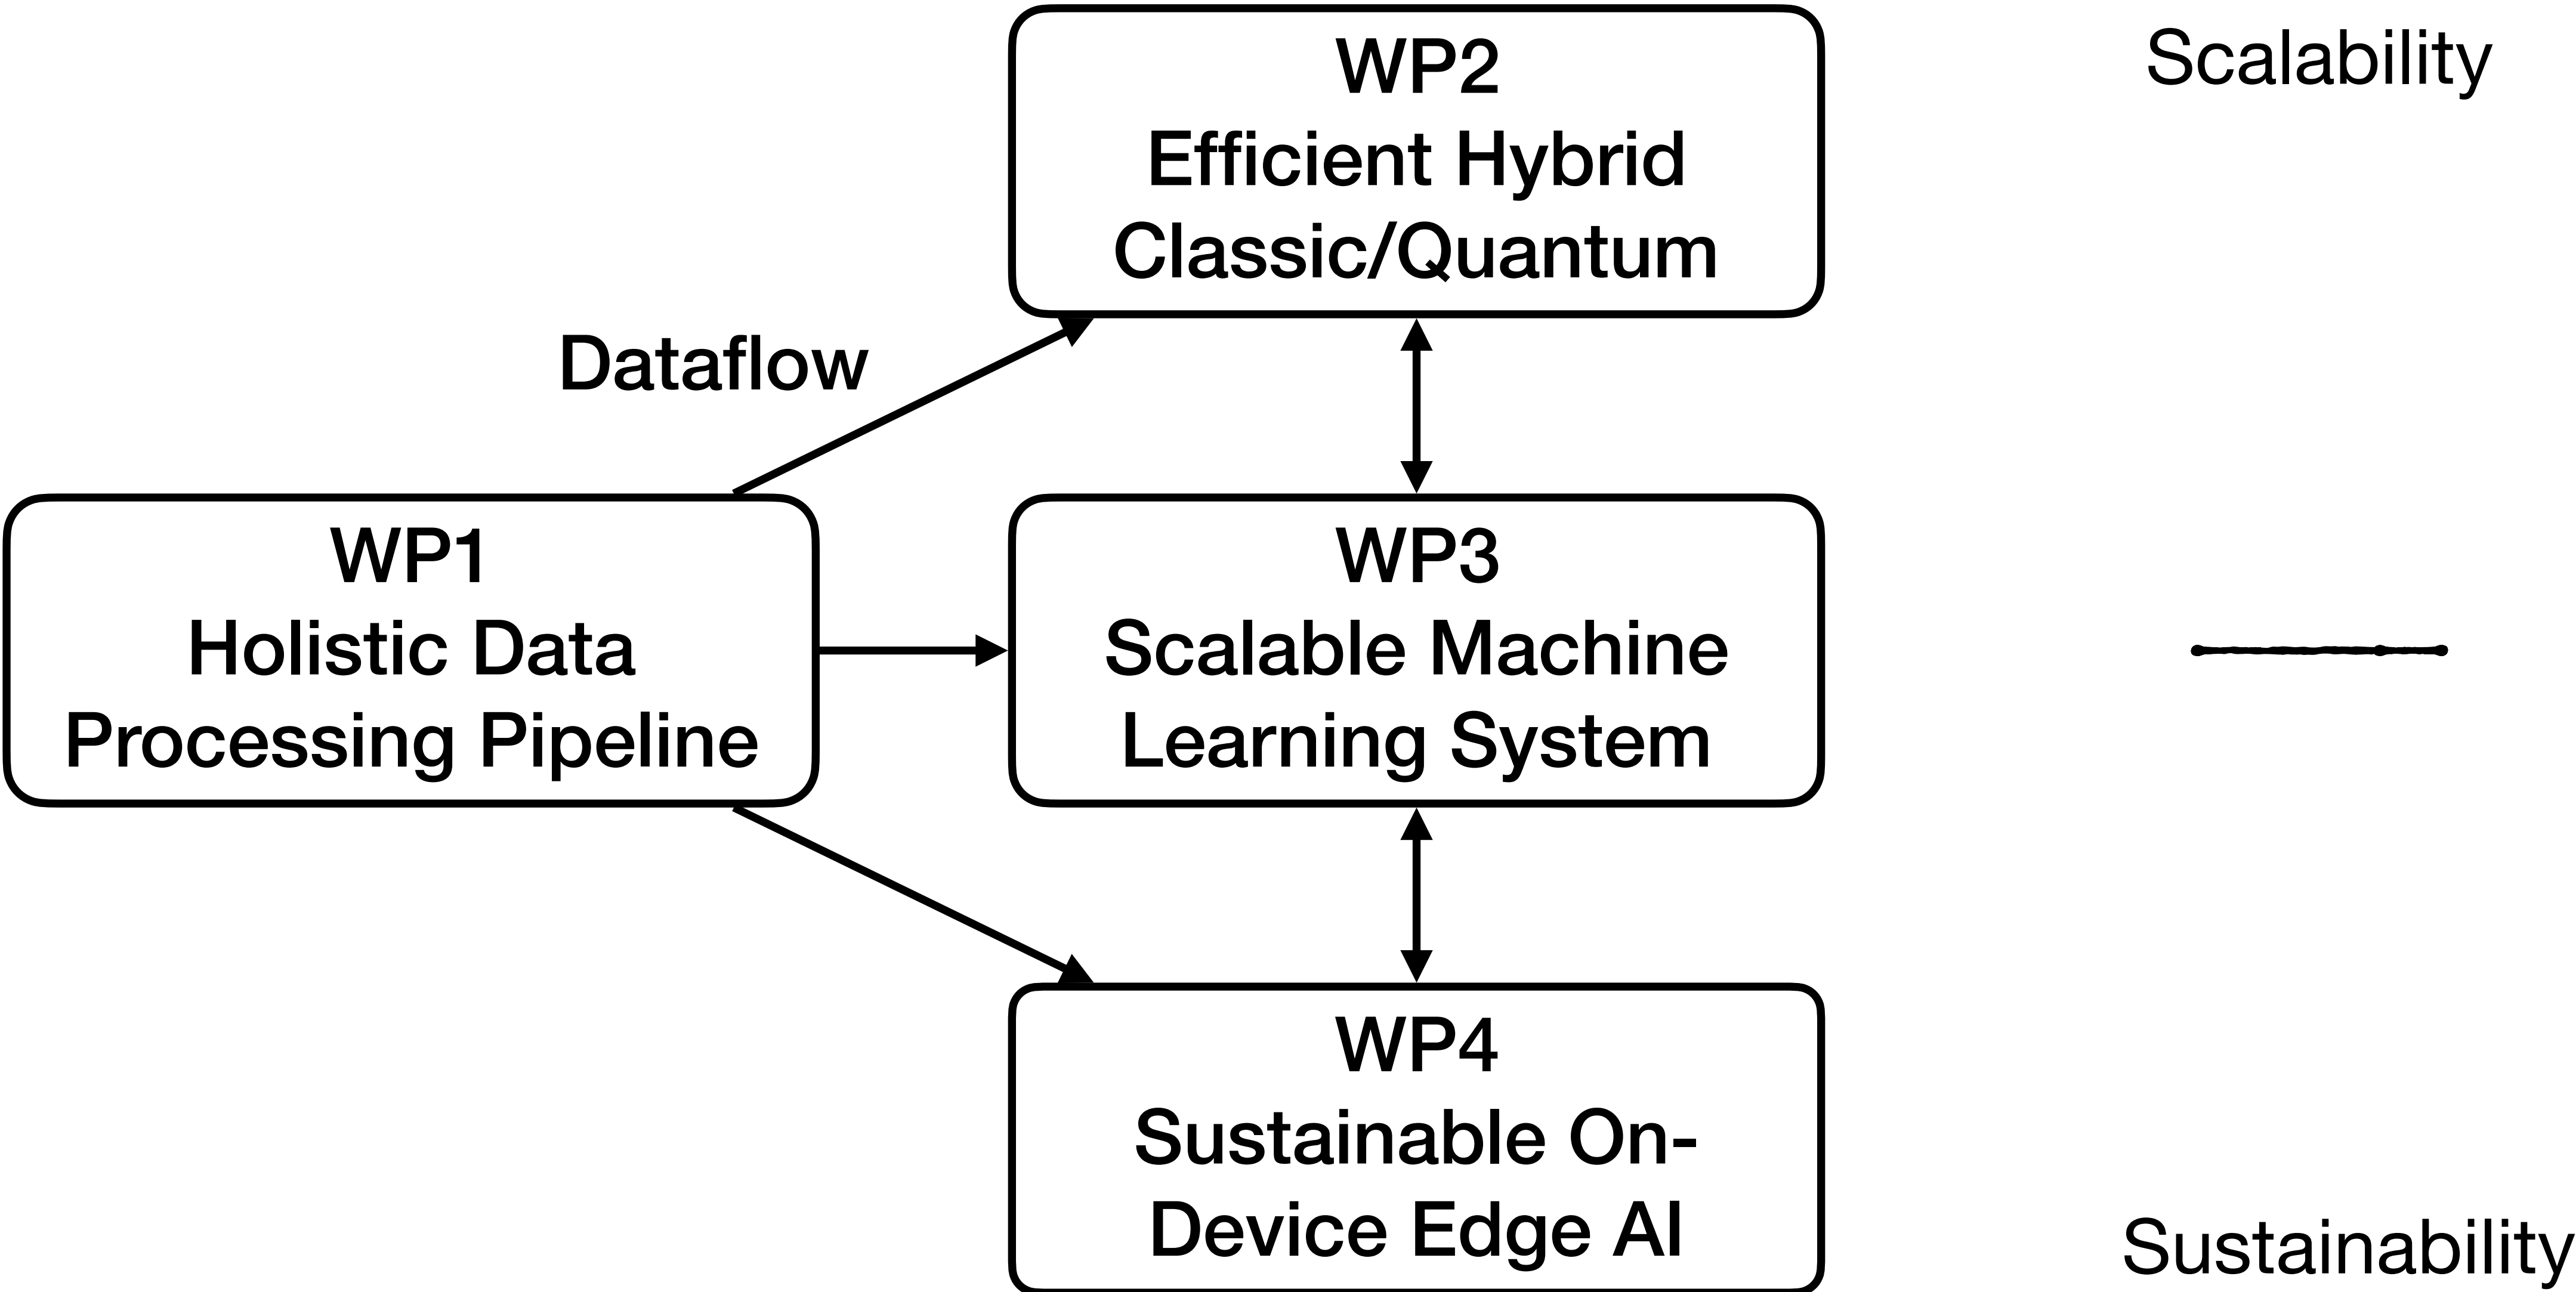 WP2
Efficient Hybrid
Classic/Quantum
Scalability
Dataflow
WP1
Holistic Data
Processing Pipeline
WP3
Scalable Machine
Learning System
WP4
Sustainable On-
Device Edge AI
Sustainability